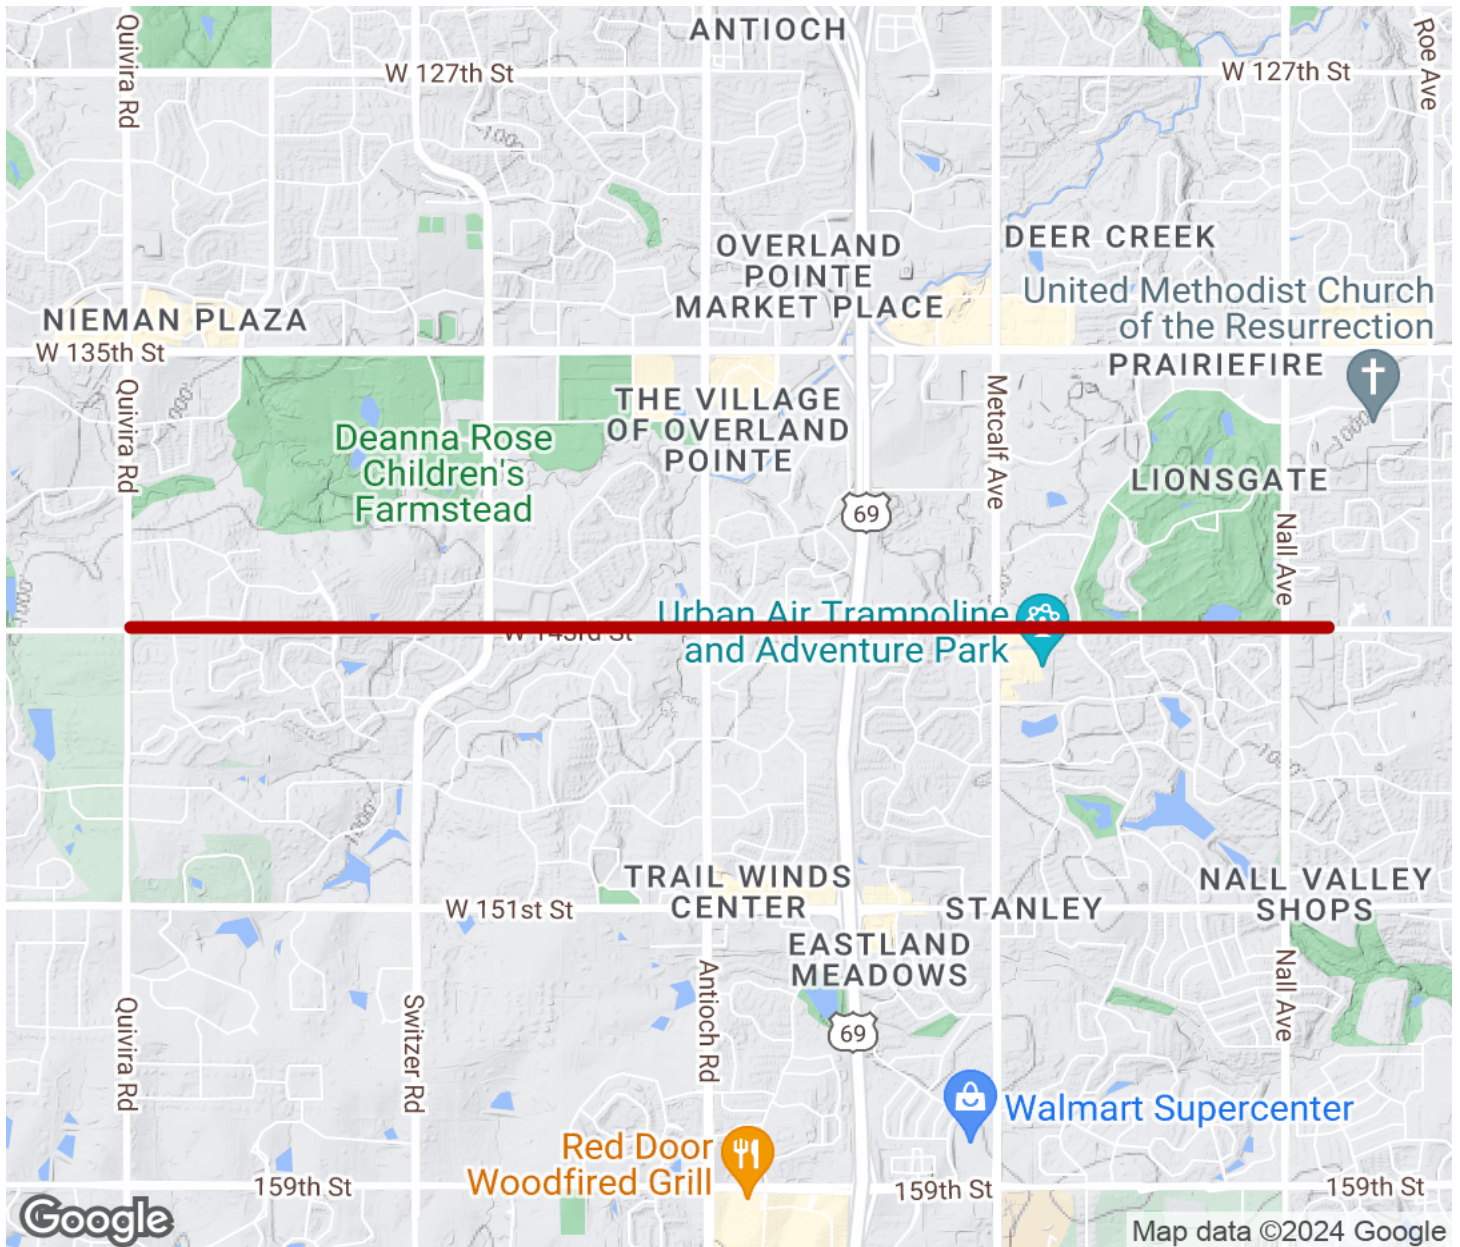 ANTIOCH
Quivira Rd
W 127th St
W 127th St
Roe Ave
-100-
OVERLAND
POINTE
MARKET PLACE
DEER CREEK
United Methodist Church
of the Resurrection
NIEMAN PLAZA
W 135th St
PRAIRIEFIRE
Quivira Rd
Metcalf Ave
THE VILLAGE
OF OVERLAND
POINTE
Deanna Rose
Children's
Farmstead
1000
LIONSGATE
69
Nall Ave
Urban Air Trampoline
and Adventure Park
W 143rd St
TRAIL WINDS
CENTER
NALL VALLEY
SHOPS
W 151st St
STANLEY
EASTLAND
MEADOWS
Antioch Rd
Nall Ave
Quivira Rd
Switzer Rd
69
Walmart Supercenter
Red Door
Woodfired Grill
159th St
159th St
159th St
Google
Map data ©2024 Google